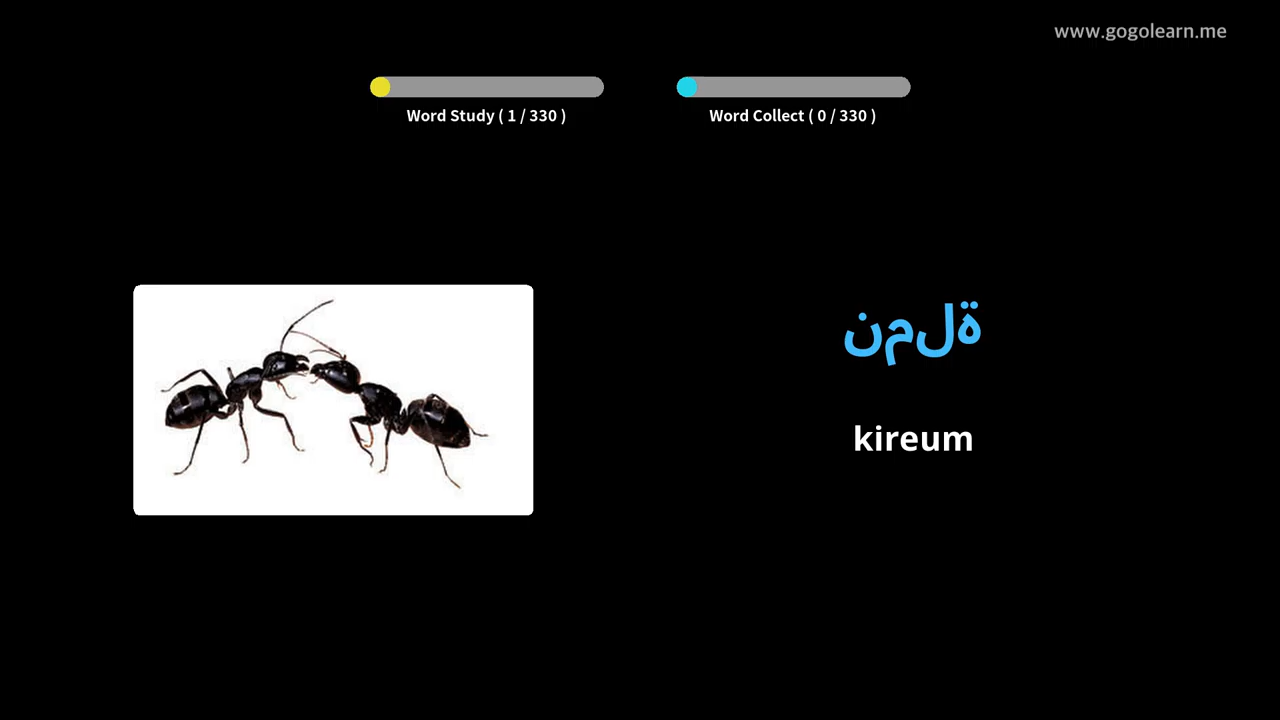 www.gogolearn.me
Word Study ( 1 / 330 )
Word Collect ( 0 / 330 )
نملة
kireum